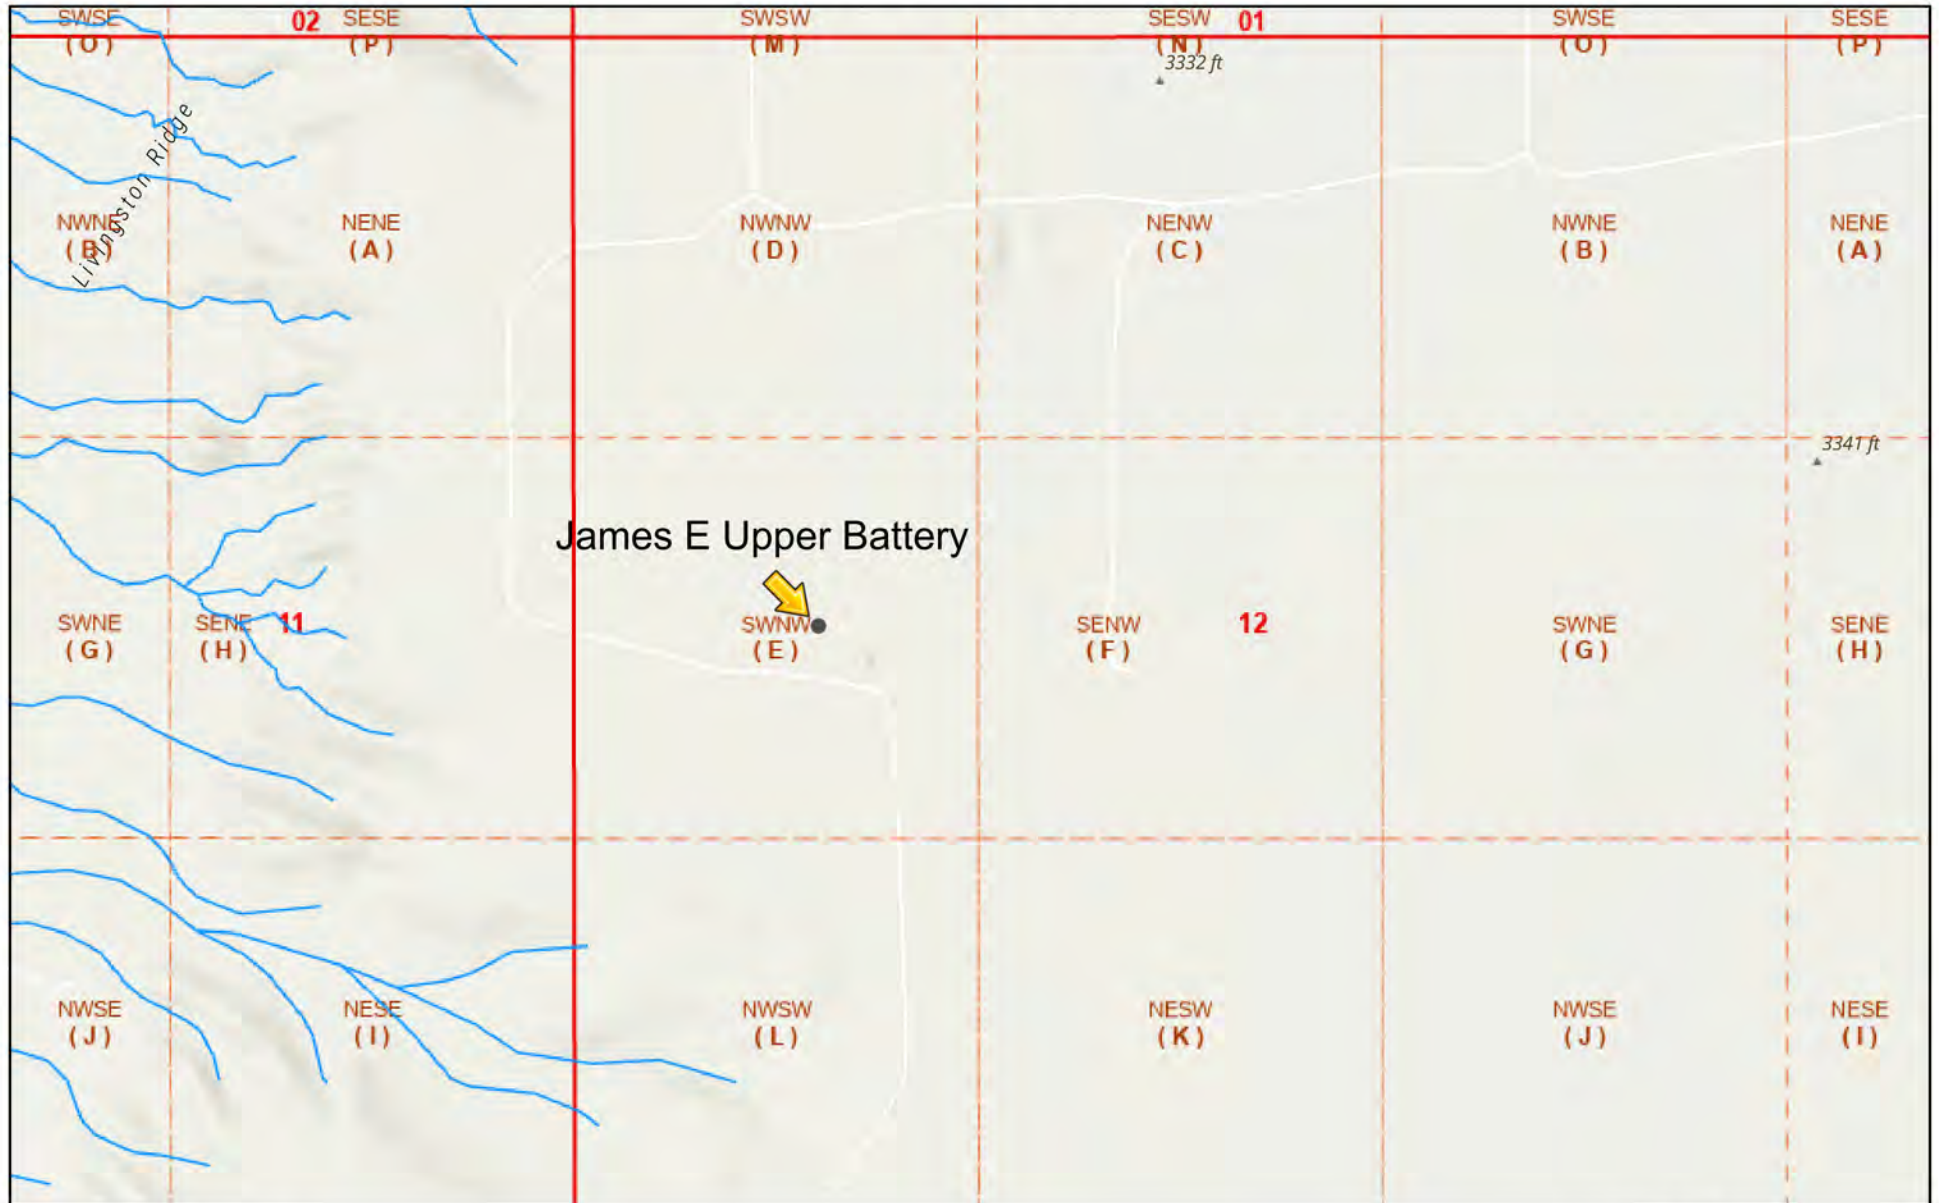 SWSE
( O )
02
SESE
( P )
SWSW
( M )
SESW
( N )
01
SWSE
( O )
SESE
( P )
3332 ft
Livingston Ridge
NWNE
( B )
NENE
( A )
NWNW
( D )
NENW
( C )
NWNE
( B )
NENE
( A )
3341 ft
James E Upper Battery
SWNE
( G )
SENE
( H )
11
SWNW
( E )
SENW
( F )
12
SWNE
( G )
SENE
( H )
NWSE
( J )
NESE
( I )
NWSW
( L )
NESW
( K )
NWSE
( J )
NESE
( I )